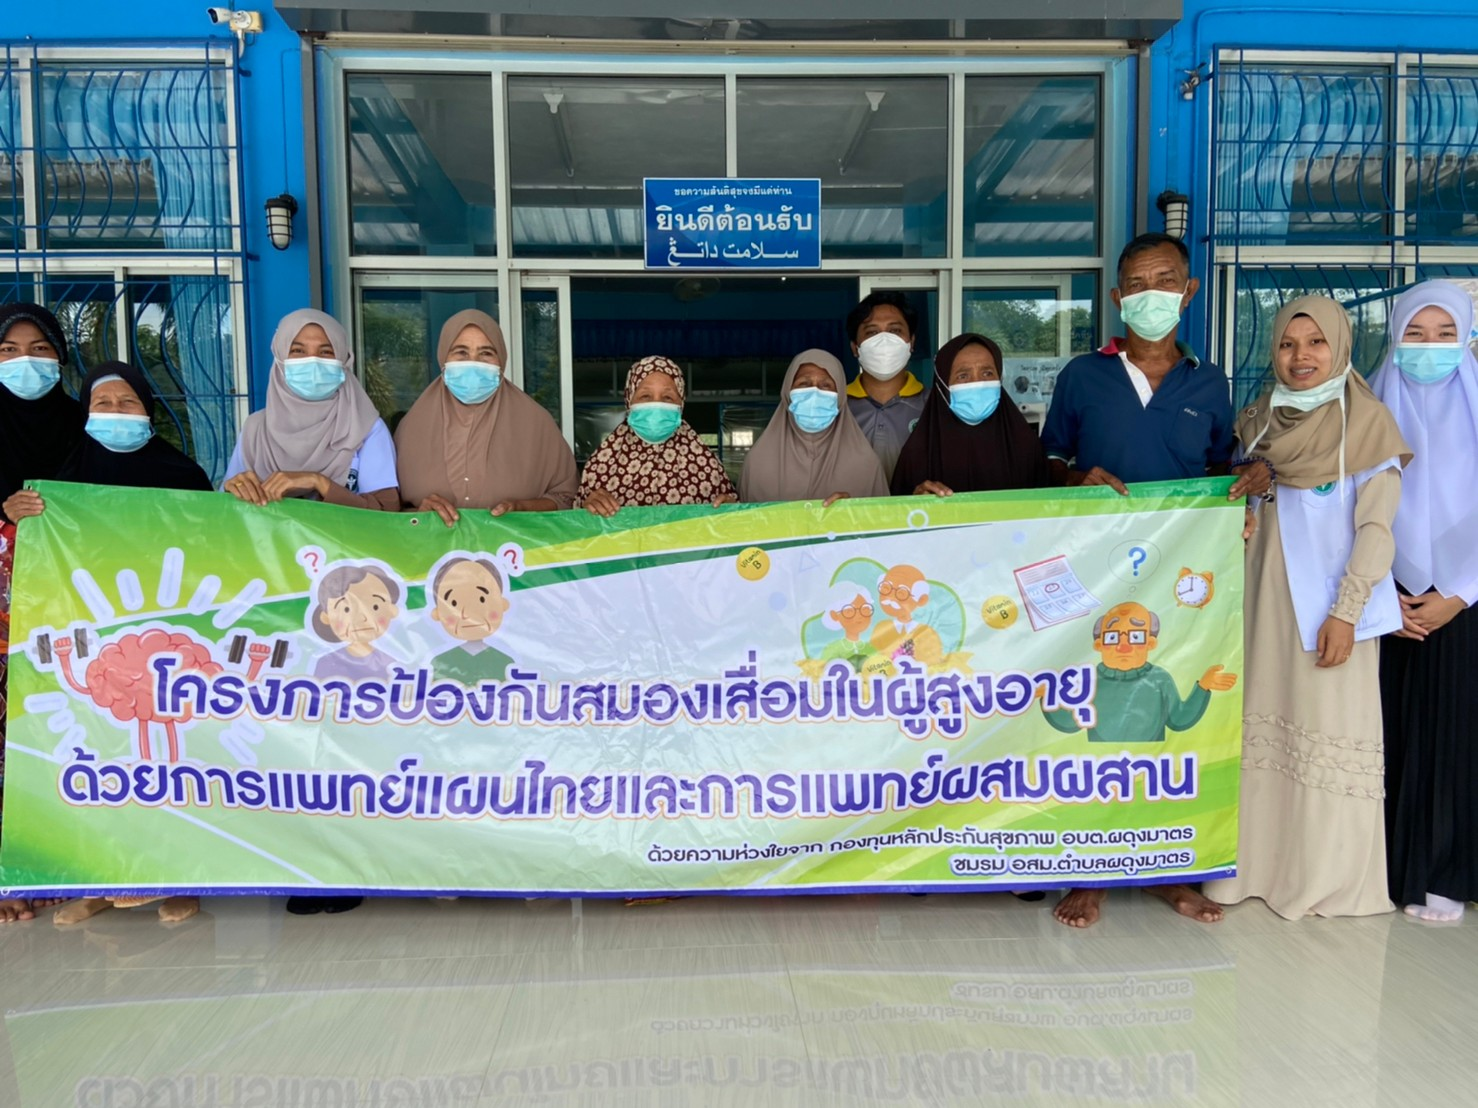 ขอความสันติสุขจงมีแด่ท่าน
ยินดีต้อนรับ
سلامت داتڠ
?
?
Vitamin B
Vitamin B
Vitamin B
?
โครงการป้องกันสมองเสื่อมในผู้สูงอายุ
ด้วยการแพทย์แผนไทยและการแพทย์ผสมผสาน
ด้วยความห่วงใยจาก กองทุนหลักประกันสุขภาพ อบต.ผดุงมาตร
ชมรม อสม.ตำบลผดุงมาตร